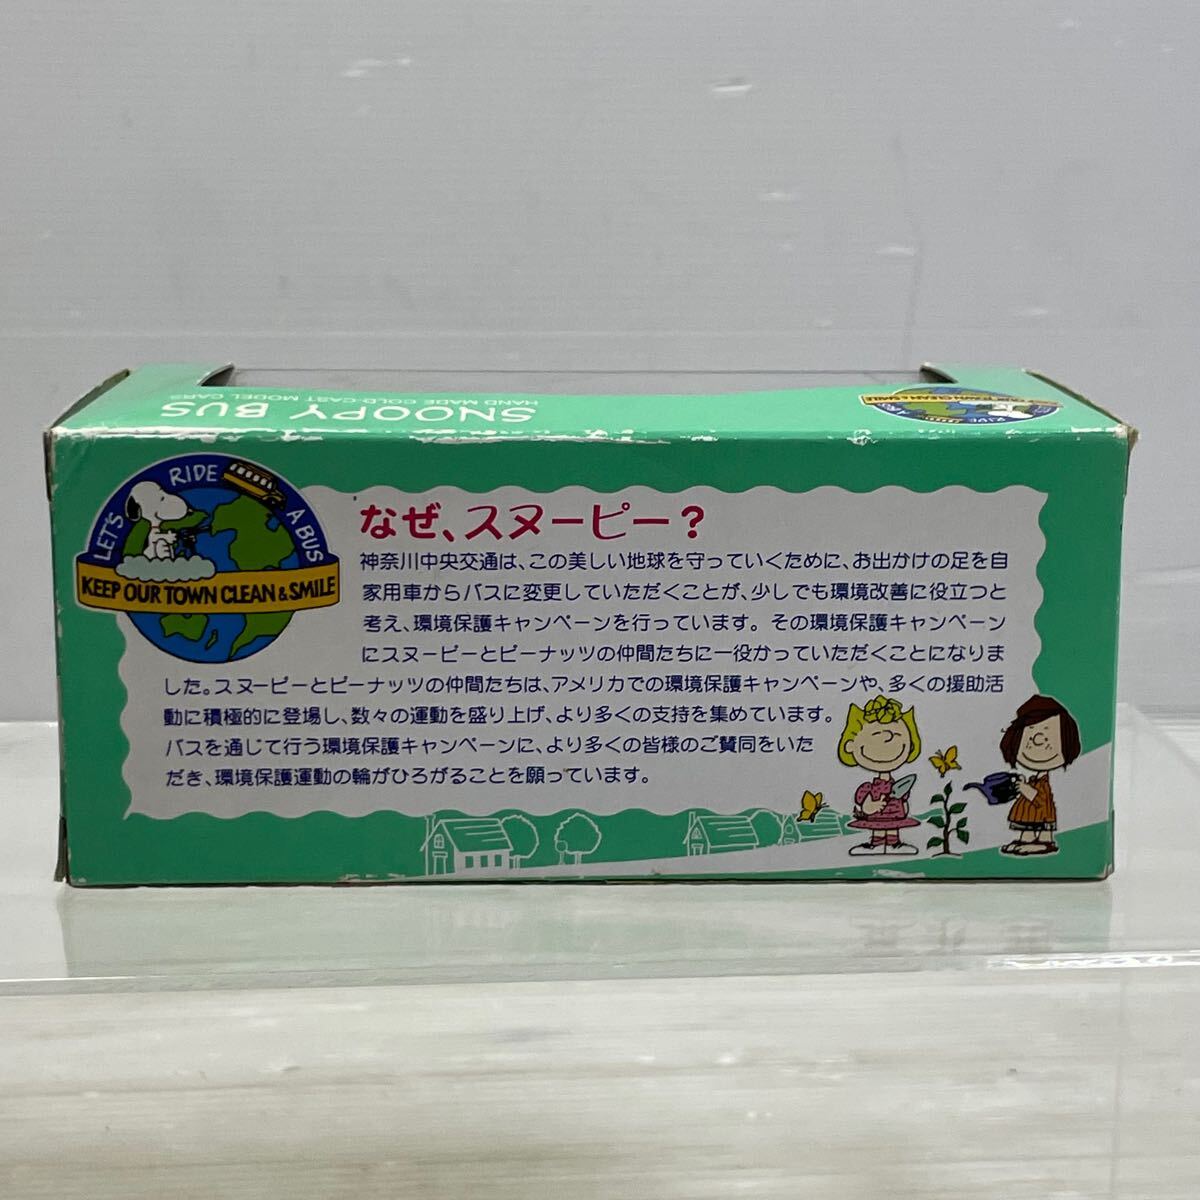 SNOOPY BUS
HAND MADE COLD-CAST MODEL CARS
LET'S RIDE A BUS
KEEP OUR TOWN CLEAN & SMILE
なぜ、スヌーピー？
神奈川中央交通は、この美しい地球を守っていくために、お出かけの足を自
家用車からバスに変更していただくことが、少しでも環境改善に役立つと
考え、環境保護キャンペーンを行っています。その環境保護キャンペーン
にスヌーピーとピーナッツの仲間たちに一役かっていただくことになりま
した。スヌーピーとピーナッツの仲間たちは、アメリカでの環境保護キャンペーンや、多くの援助活
動に積極的に登場し、数々の運動を盛り上げ、より多くの支持を集めています。
バスを通じて行う環境保護キャンペーンに、より多くの皆様のご賛同をいた
だき、環境保護運動の輪がひろがることを願っています。